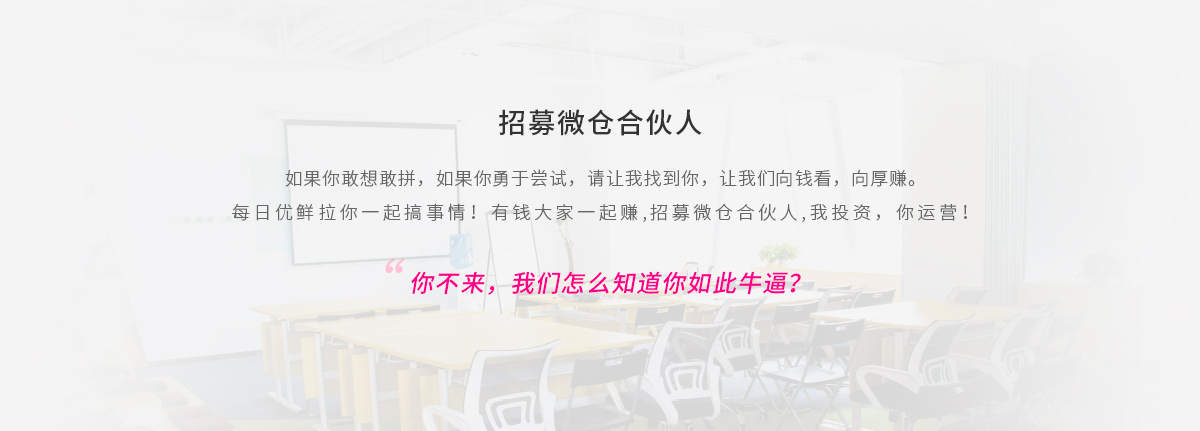 招募微仓合伙人
如果你敢想敢拼，如果你勇于尝试，请让我找到你，让我们向钱看，向厚赚。
每日优鲜拉你一起搞事情！有钱大家一起赚,招募微仓合伙人,我投资，你运营！
“你不来，我们怎么知道你如此牛逼？